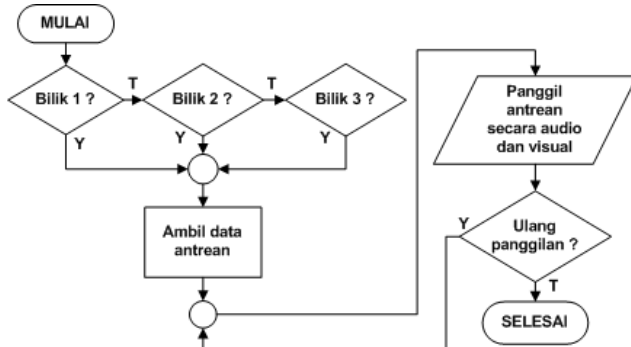 MULAI
Bilik 1 ?
T
Bilik 2 ?
T
Bilik 3 ?
Y
Y
Y
Ambil data
antrean
Panggil
antrean
secara audio
dan visual
Y
Ulang
panggilan ?
T
SELESAI